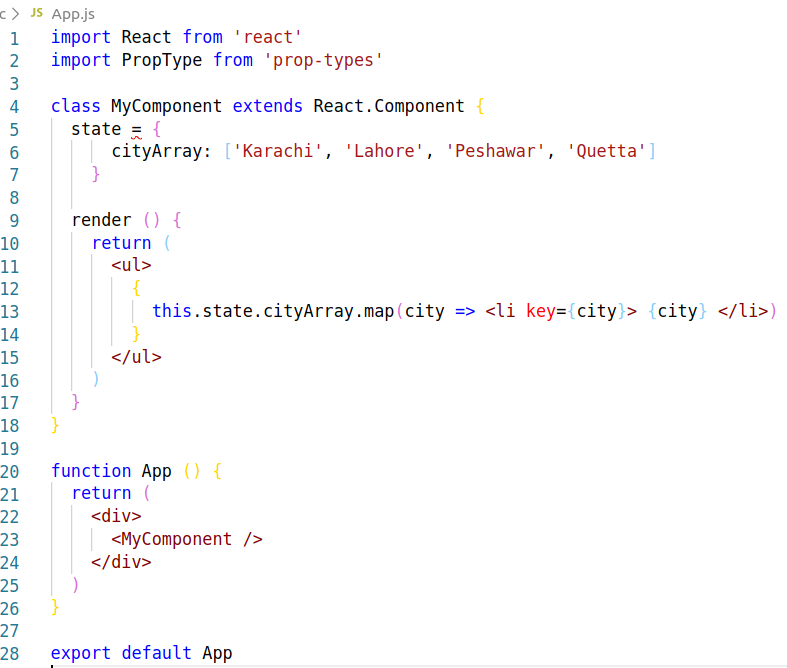 c > JS App.js
1 import React from 'react'
2 import PropType from 'prop-types'
3
4 class MyComponent extends React.Component {
5   state = {
6       cityArray: ['Karachi', 'Lahore', 'Peshawar', 'Quetta']
7     }
8
9   render () {
10     return (
11       <ul>
12         {
13           this.state.cityArray.map(city => <li key={city}> {city} </li>)
14         }
15       </ul>
16     )
17   }
18 }
19
20 function App () {
21   return (
22     <div>
23       <MyComponent />
24     </div>
25   )
26 }
27
28 export default App